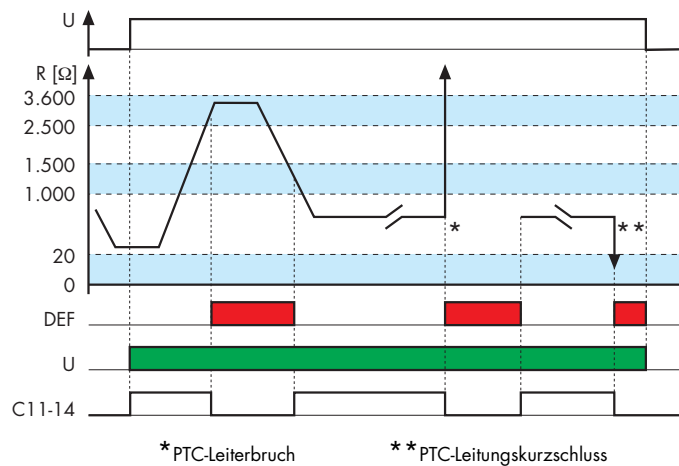 U
R [Ω]
3.600
2.500
1.500
1.000
*
**
20
0
DEF
U
C11-14
*PTC-Leiterbruch
**PTC-Leitungskurzschluss